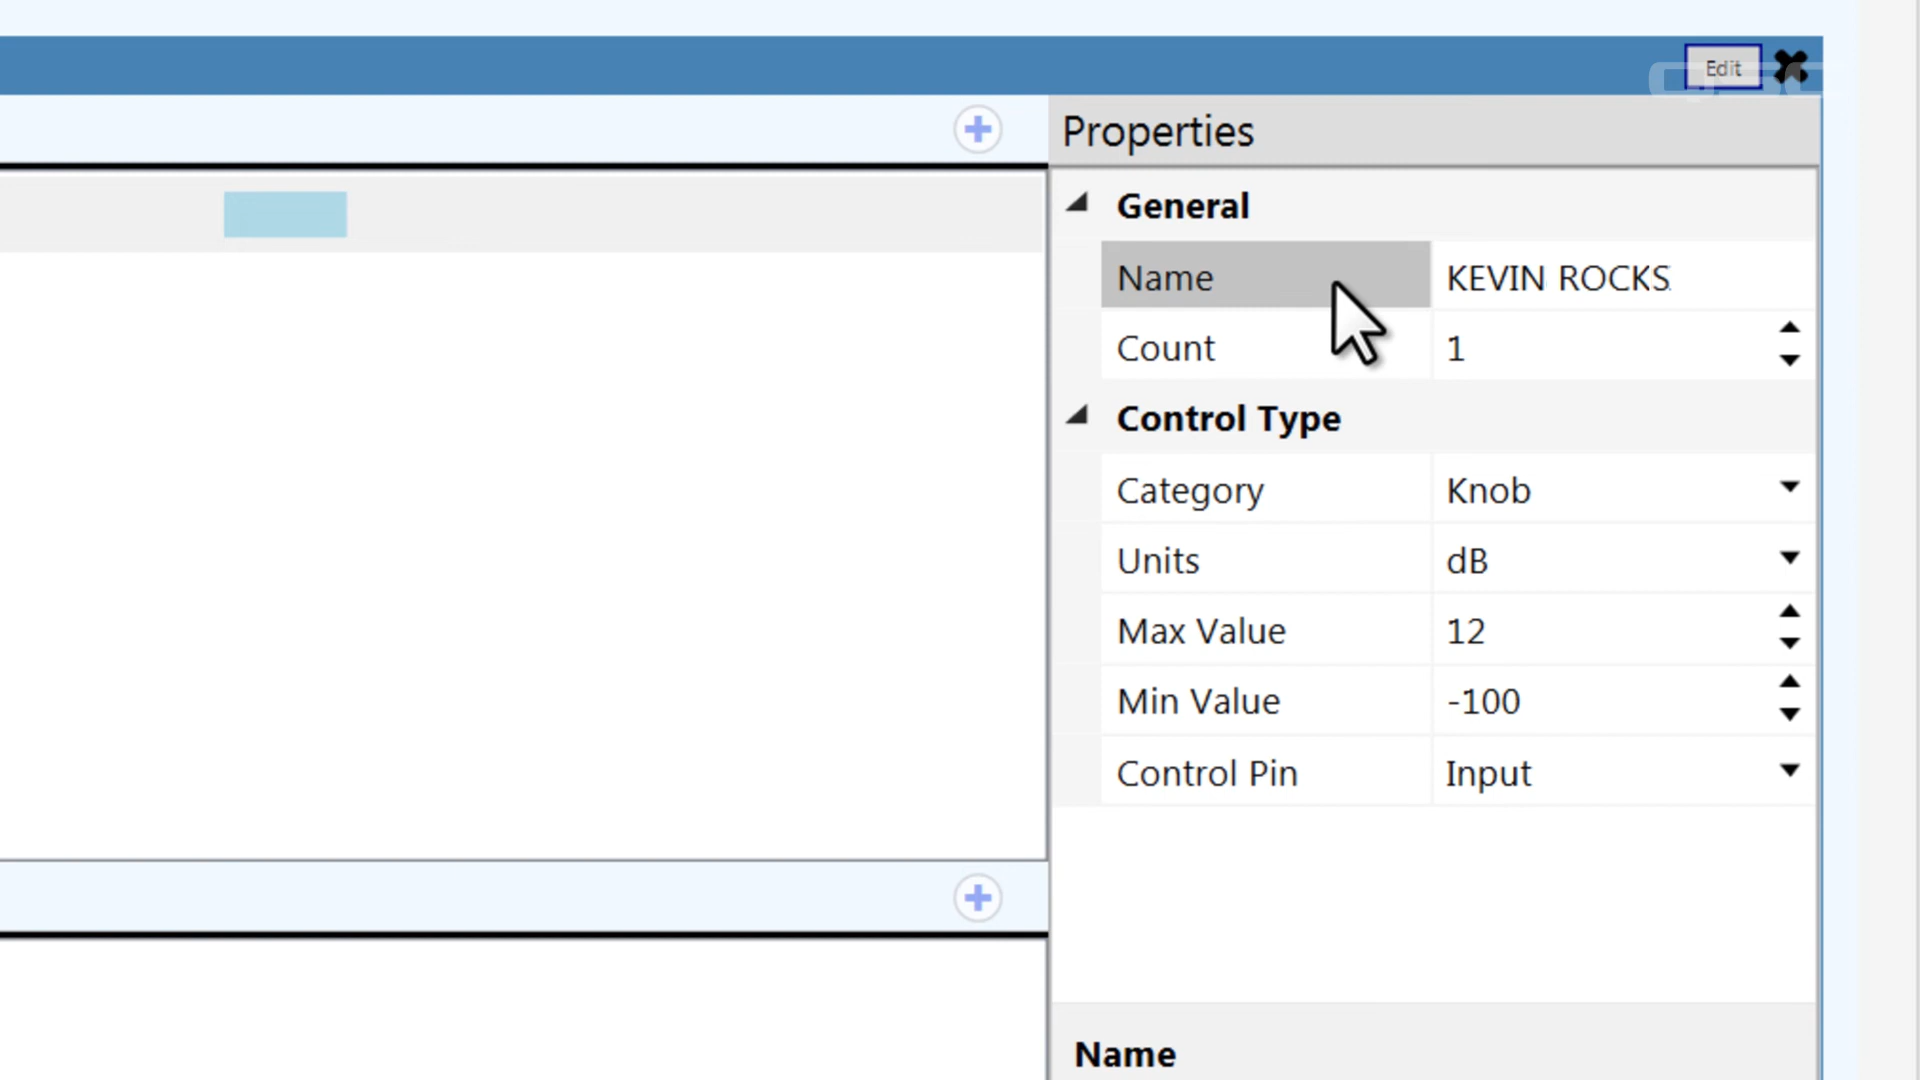 Edit
Properties
General
Name KEVIN ROCKS
Count 1
Control Type
Category Knob
Units dB
Max Value 12
Min Value -100
Control Pin Input
Name